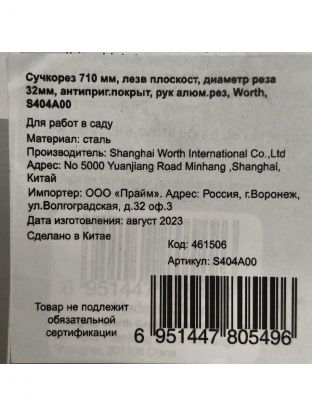 Сучкорез 710 мм, лезв плоскост, диаметр реза
32мм, антиприг.покрыт, рук алюм.рез, Worth,
S404A00
Для работ в саду
Материал: сталь
Производитель: Shanghai Worth International Co.,Ltd
Адрес: No 5000 Yuanjiang Road Minhang ,Shanghai,
Китай
Импортер: ООО «Прайм». Адрес: Россия, г.Воронеж,
ул.Волгоградская, д.32 оф.3
Дата изготовления: август 2023
Сделано в Китае
Код: 461506
Артикул: S404A00
Товар не подлежит
обязательной
сертификации
6 951447 805496